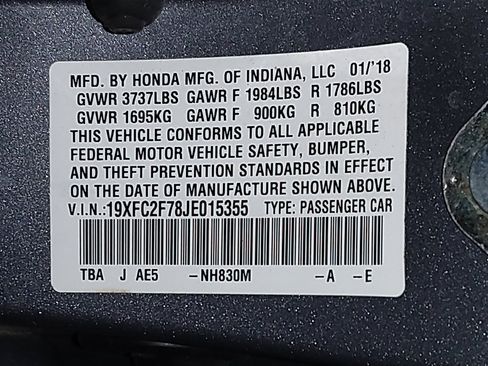 MFD. BY HONDA MFG. OF INDIANA, LLC 01/'18
GVWR 3737LBS GAWR F 1984LBS R 1786LBS
GVWR 1695KG GAWR F 900KG R 810KG
THIS VEHICLE CONFORMS TO ALL APPLICABLE
FEDERAL MOTOR VEHICLE SAFETY, BUMPER,
AND THEFT PREVENTION STANDARDS IN EFFECT
ON THE DATE OF MANUFACTURE SHOWN ABOVE.
V.I.N.:19XFC2F78JE015355 TYPE: PASSENGER CAR
TBA J AE5 -NH830M -A -E